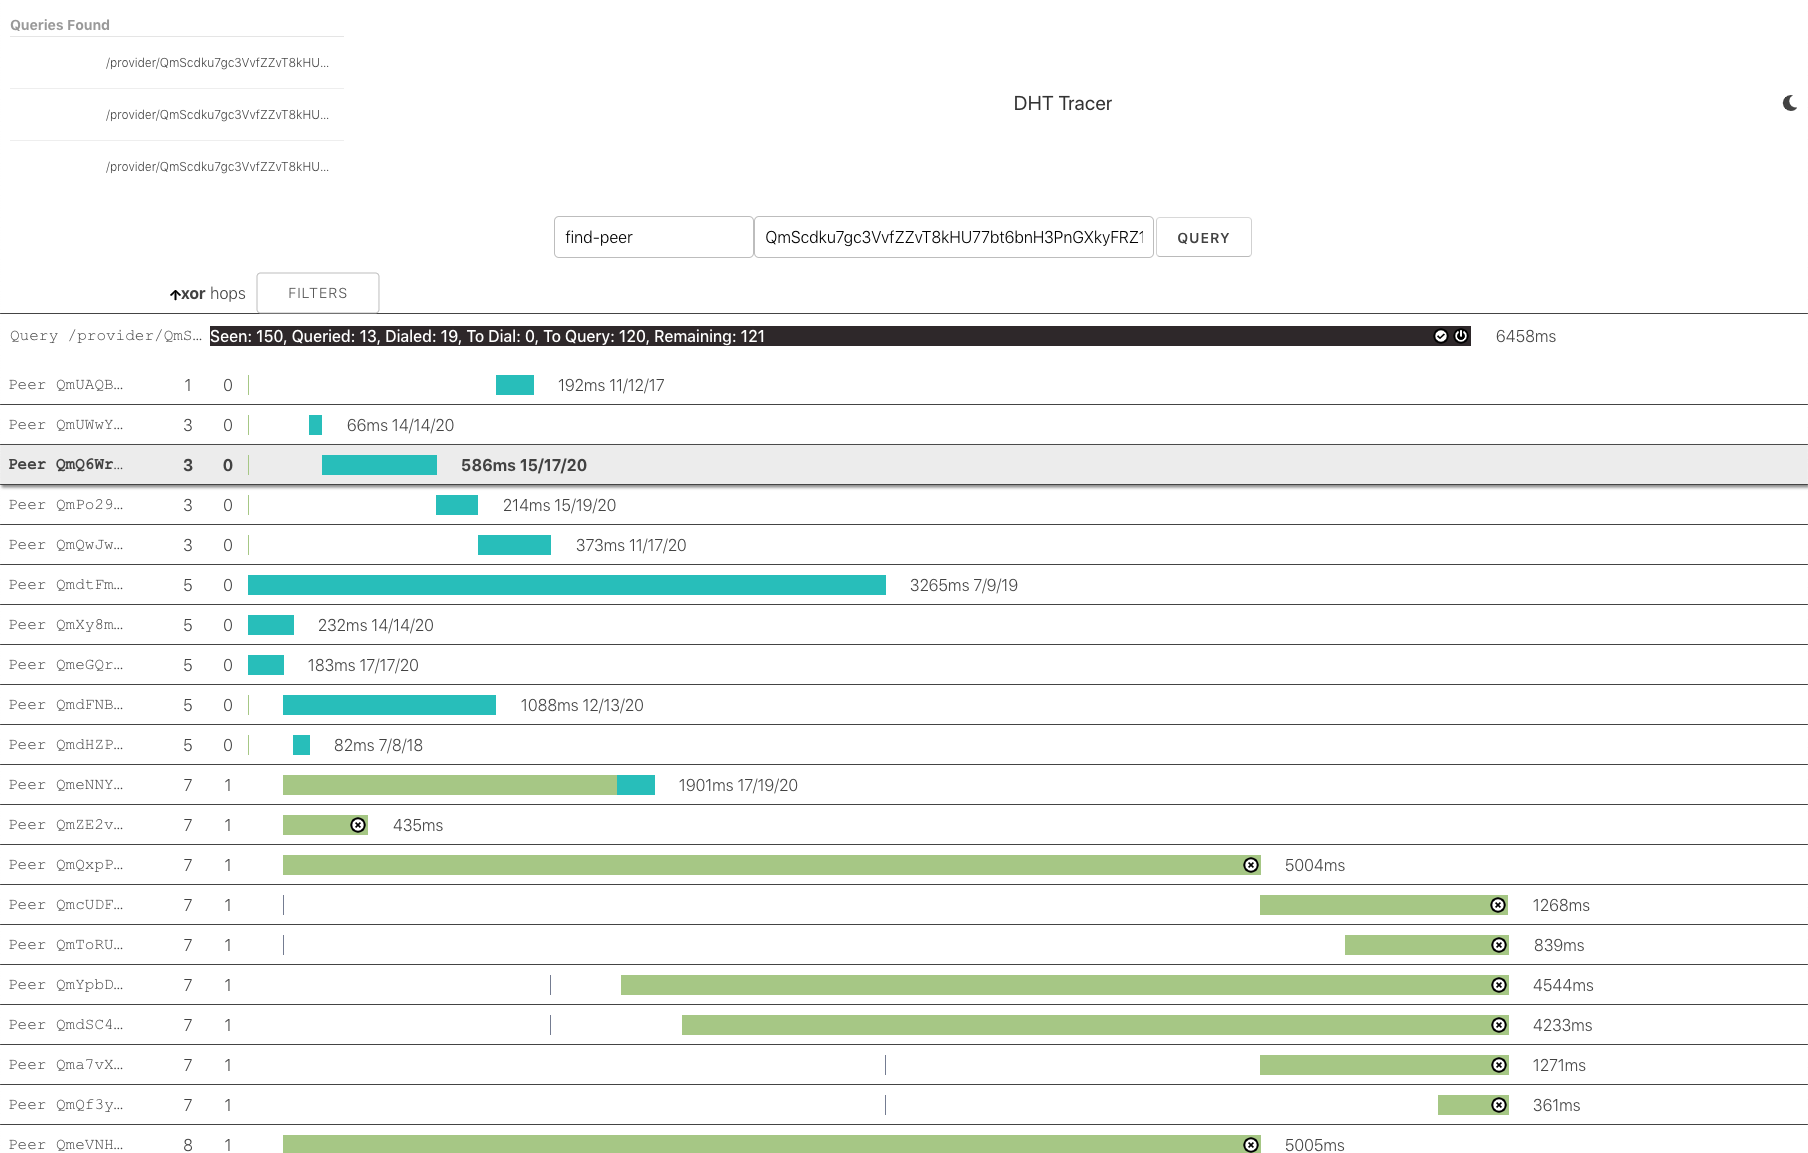 Queries Found
/provider/QmScdku7gc3VvfZZvT8kHU...
/provider/QmScdku7gc3VvfZZvT8kHU...
/provider/QmScdku7gc3VvfZZvT8kHU...
DHT Tracer
find-peer QmScdku7gc3VvfZZvT8kHU77bt6bnH3PnGXkyFRZ1 QUERY
xor hops FILTERS
Query /provider/QmS… Seen: 150, Queried: 13, Dialed: 19, To Dial: 0, To Query: 120, Remaining: 121 6458ms
Peer QmUAQB… 1 0 192ms 11/12/17
Peer QmUWwY… 3 0 66ms 14/14/20
Peer QmQ6Wr… 3 0 586ms 15/17/20
Peer QmPo29… 3 0 214ms 15/19/20
Peer QmQwJw… 3 0 373ms 11/17/20
Peer QmdtFm… 5 0 3265ms 7/9/19
Peer QmXy8m… 5 0 232ms 14/14/20
Peer QmeGQr… 5 0 183ms 17/17/20
Peer QmdFNB… 5 0 1088ms 12/13/20
Peer QmdHZP… 5 0 82ms 7/8/18
Peer QmeNNY… 7 1 1901ms 17/19/20
Peer QmZE2v… 7 1 435ms
Peer QmQxpP… 7 1 5004ms
Peer QmcUDF… 7 1 1268ms
Peer QmToRU… 7 1 839ms
Peer QmYpbD… 7 1 4544ms
Peer QmdSC4… 7 1 4233ms
Peer Qma7vX… 7 1 1271ms
Peer QmQf3y… 7 1 361ms
Peer QmeVNH… 8 1 5005ms